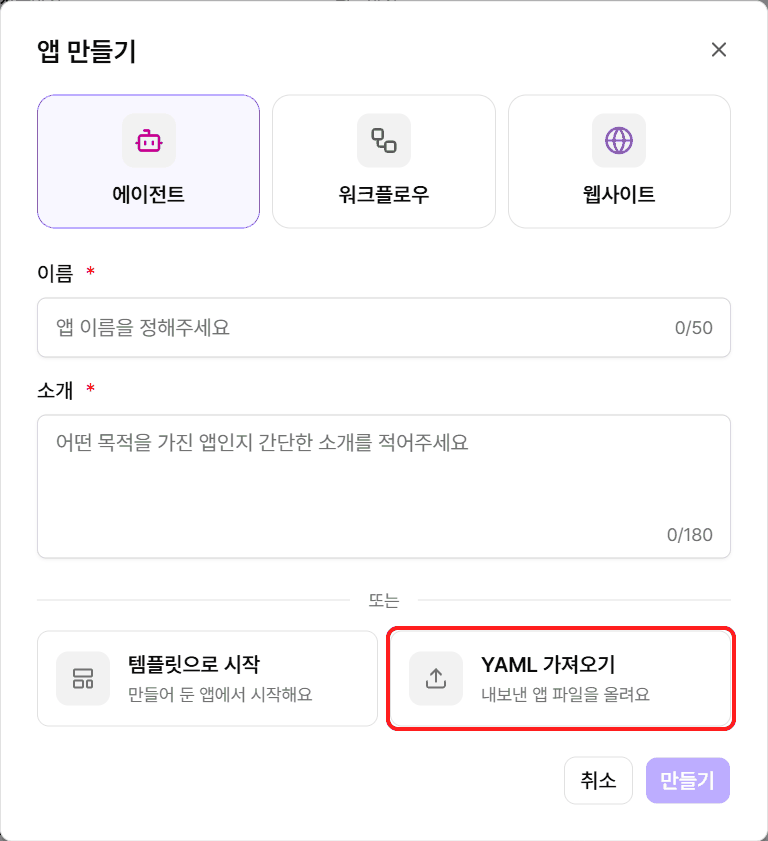 앱 만들기
에이전트
워크플로우
웹사이트
이름 *
앱 이름을 정해주세요 0/50
소개 *
어떤 목적을 가진 앱인지 간단한 소개를 적어주세요
0/180
또는
템플릿으로 시작
만들어 둔 앱에서 시작해요
YAML 가져오기
내보낸 앱 파일을 올려요
취소
만들기